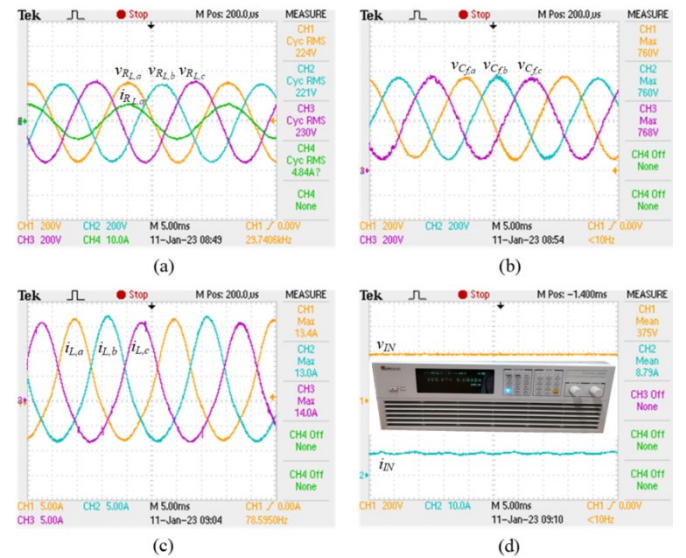 Tek Stop M Pos: 200.0us MEASURE
CH1
Cyc RMS
224V
CH2
Cyc RMS
221V
CH3
Cyc RMS
230V
CH4
Cyc RMS
4.84A?
CH4
None
vRL,a vRL,b vRL,c
iRL,a
CH1 200V CH2 200V M 5.00ms CH1 / 0.00V
CH3 200V CH4 10.0A 11-Jan-23 08:49 29.7406kHz
(a)
Tek Stop M Pos: 200.0us MEASURE
CH1
Max
760V
CH2
Max
760V
CH3
Max
768V
CH4 Off
None
CH4 Off
None
vCf,a vCf,b vCf,c
3
CH1 200V CH2 200V M 5.00ms CH1 / 0.00V
CH3 200V 11-Jan-23 08:54 <10Hz
(b)
Tek Stop M Pos: 200.0us MEASURE
CH1
Max
13.4A
CH2
Max
13.0A
CH3
Max
14.0A
CH4 Off
None
CH4 Off
None
iL,a iL,b iL,c
3
CH1 5.00A CH2 5.00A M 5.00ms CH1 / 0.00A
CH3 5.00A 11-Jan-23 09:04 78.5950Hz
(c)
Tek Stop M Pos: -1.400ms MEASURE
CH1
Mean
375V
CH2
Mean
8.79A
CH3 Off
None
CH4 Off
None
CH4 Off
None
vIN
1
iIN
2
CH1 200V CH2 10.0A M 5.00ms CH1 / 0.00V
11-Jan-23 09:10 <10Hz
(d)